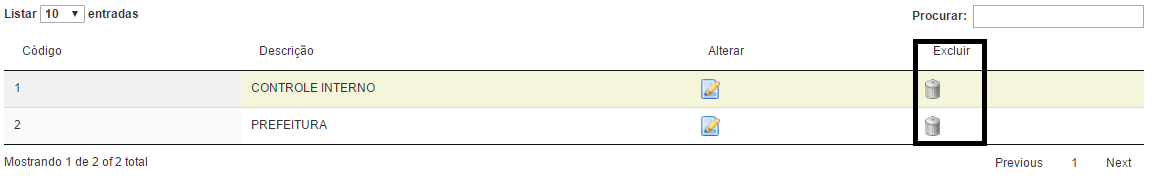 Listar 10 entradas Procurar:
Código Descrição Alterar Excluir
1 CONTROLE INTERNO
2 PREFEITURA
Mostrando 1 de 2 of 2 total Previous 1 Next